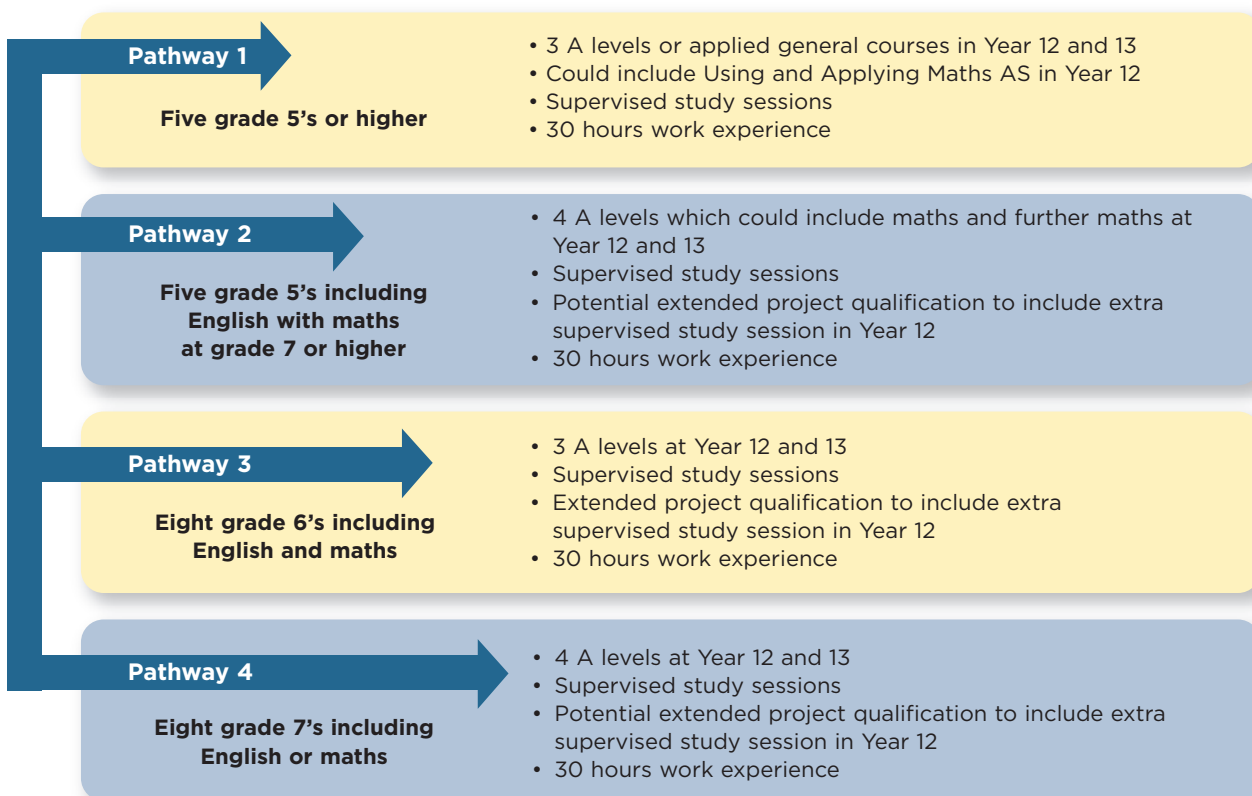 Pathway 1
Five grade 5’s or higher
• 3 A levels or applied general courses in Year 12 and 13
• Could include Using and Applying Maths AS in Year 12
• Supervised study sessions
• 30 hours work experience
Pathway 2
Five grade 5’s including
English with maths
at grade 7 or higher
• 4 A levels which could include maths and further maths at
Year 12 and 13
• Supervised study sessions
• Potential extended project qualification to include extra
supervised study session in Year 12
• 30 hours work experience
Pathway 3
Eight grade 6’s including
English and maths
• 3 A levels at Year 12 and 13
• Supervised study sessions
• Extended project qualification to include extra
supervised study session in Year 12
• 30 hours work experience
Pathway 4
Eight grade 7’s including
English or maths
• 4 A levels at Year 12 and 13
• Supervised study sessions
• Potential extended project qualification to include extra
supervised study session in Year 12
• 30 hours work experience